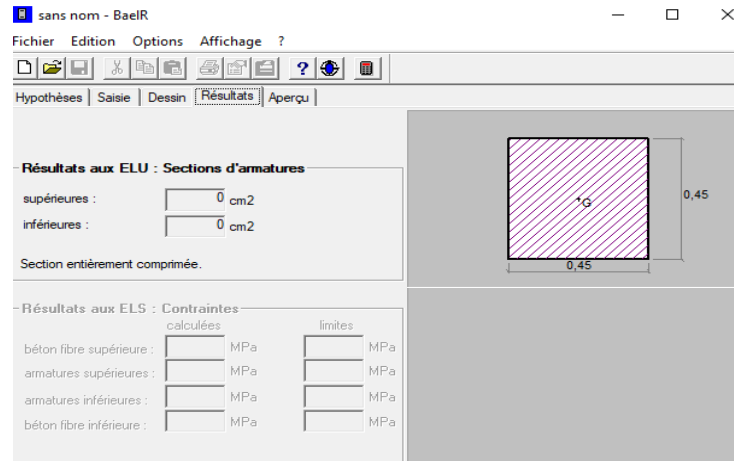 sans nom - BaelR
Fichier Edition Options Affichage ?
Hypothèses Saisie Dessin Résultats Aperçu
Résultats aux ELU : Sections d'armatures
supérieures : 0 cm2
inférieures : 0 cm2
Section entièrement comprimée.
G
0,45
0,45
Résultats aux ELS : Contraintes
calculées limites
béton fibre supérieure : MPa MPa
armatures supérieures : MPa MPa
armatures inférieures : MPa MPa
béton fibre inférieure : MPa MPa